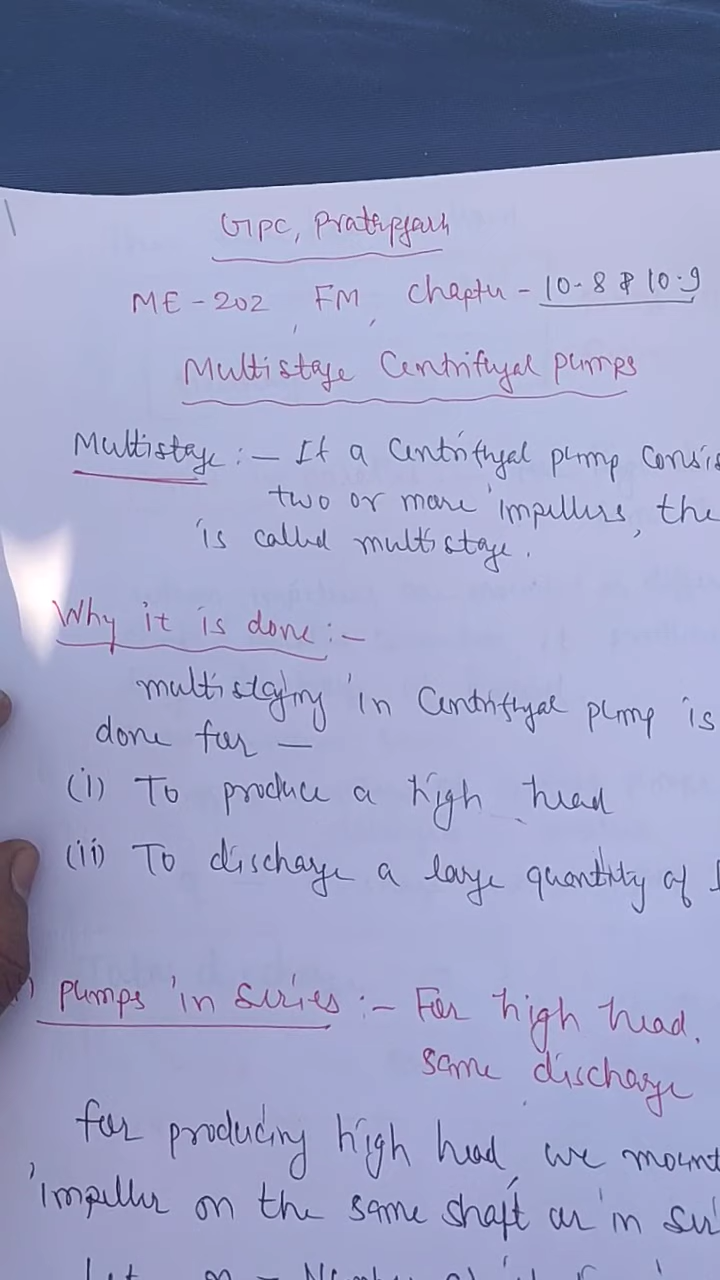 GPC, Prathpgarh
ME-202, FM, Chapter - 10.8 & 10.9
Multistage Centrifugal pumps
Multistage :- If a Centrifugal pump consis
two or more impellers, the
is called multistage.
Why it is done :-
multistaging in Centrifugal pump is
done for —
(i) To produce a high head
(ii) To discharge a large quantity of
) Pumps in Series :- For high head.
same discharge
for producing high head, we mount
impeller on the same shaft or in